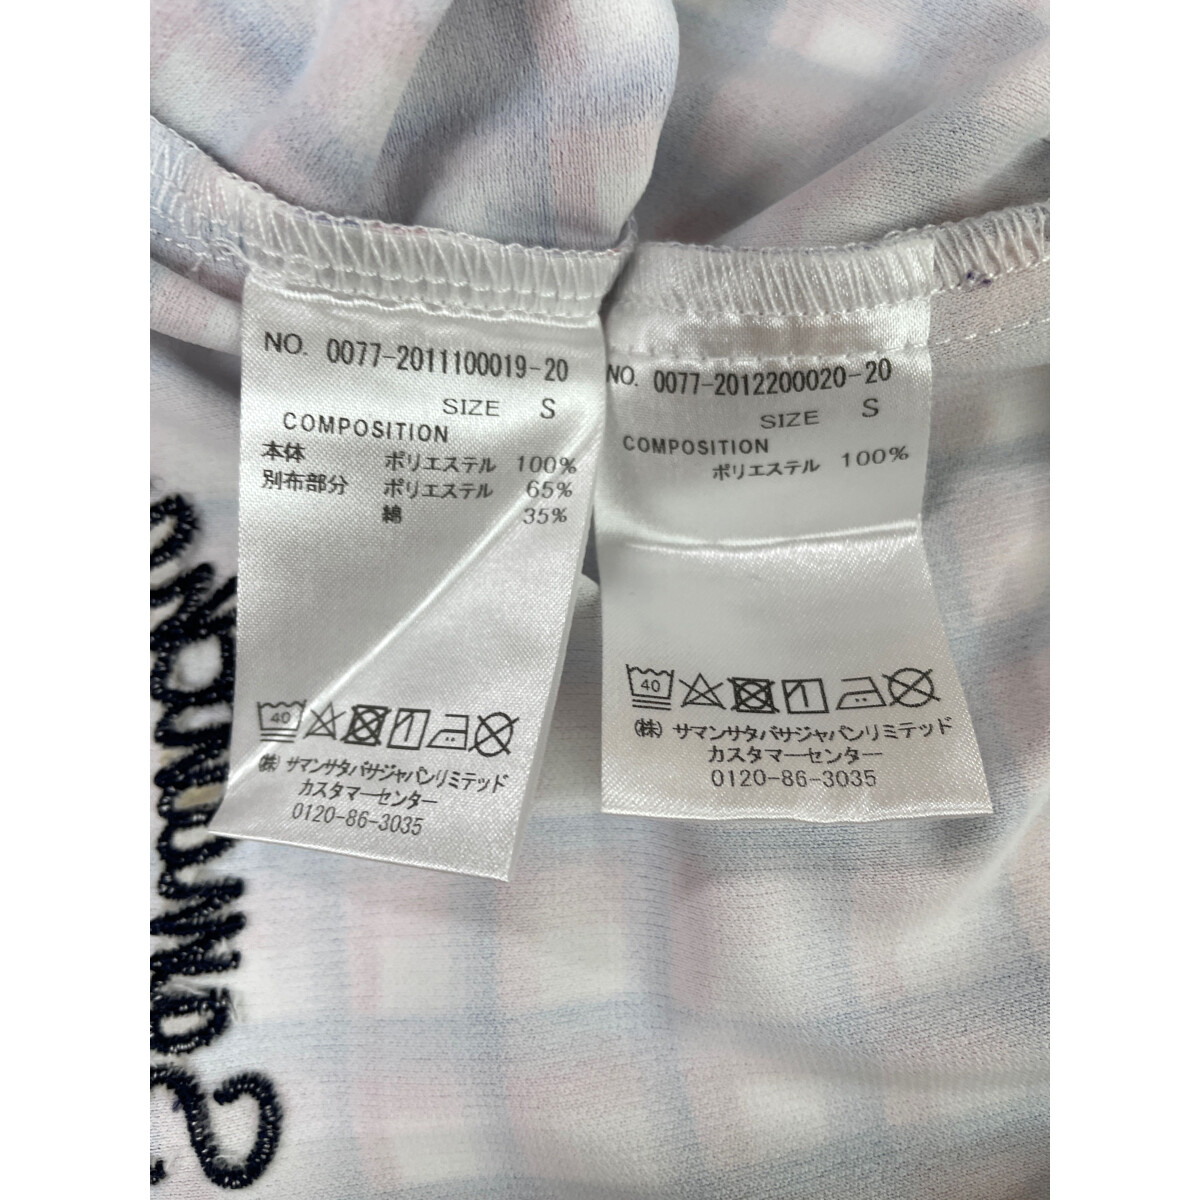 NO. 0077-2011100019-20
SIZE S
COMPOSITION
本体 ポリエステル 100%
別布部分 ポリエステル 65%
綿 35%
40
(株) サマンサタバサジャパンリミテッド
カスタマーセンター
0120-86-3035
NO. 0077-2012200020-20
SIZE S
COMPOSITION
ポリエステル 100%
40
(株) サマンサタバサジャパンリミテッド
カスタマーセンター
0120-86-3035